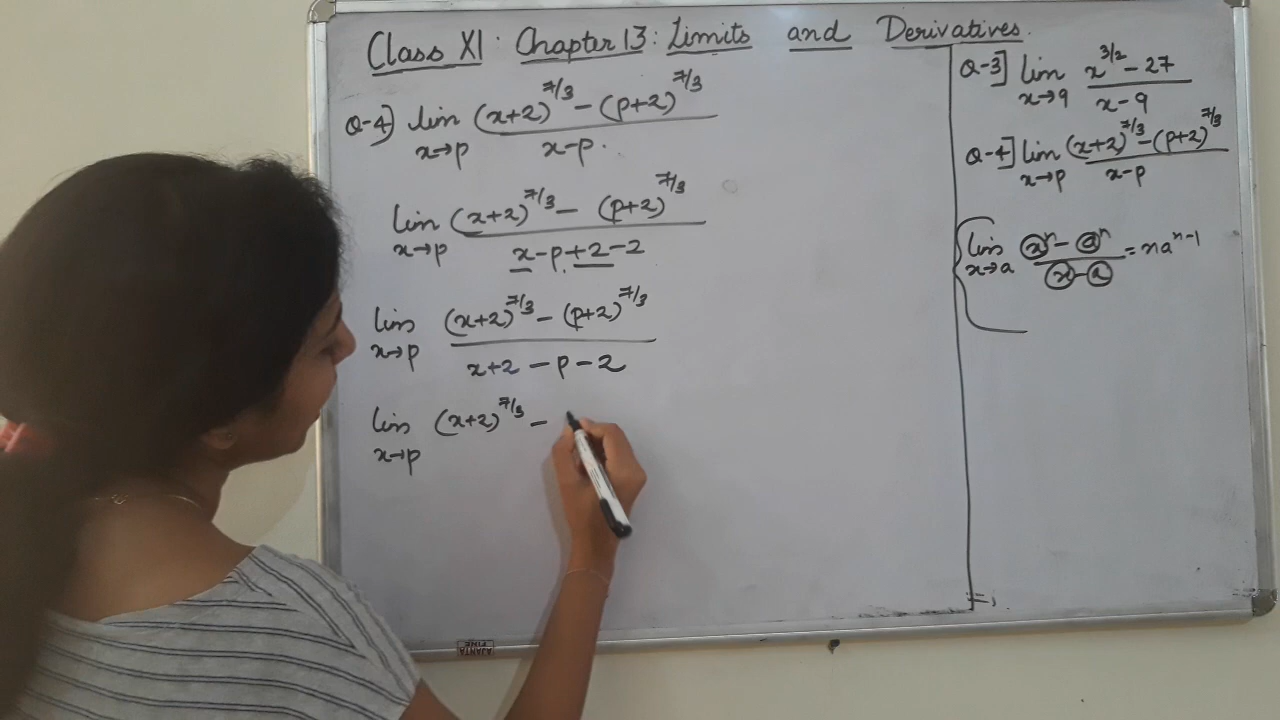 Class XI : Chapter 13 : Limits and Derivatives.
Q-4) lim (x+2)^7/3 - (p+2)^7/3
x→p x-p.
lim (x+2)^7/3 - (p+2)^7/3
x→p x-p+2-2
lim (x+2)^7/3 - (p+2)^7/3
x→p x+2-p-2
lim (x+2)^7/3 -
x→p
Q-3] lim x^3/2 - 27
x→9 x-9
Q-4] lim (x+2)^7/3 - (p+2)^7/3
x→p x-p
lim x^n - a^n = na^n-1
x→a x-a
AJANTA
FINE